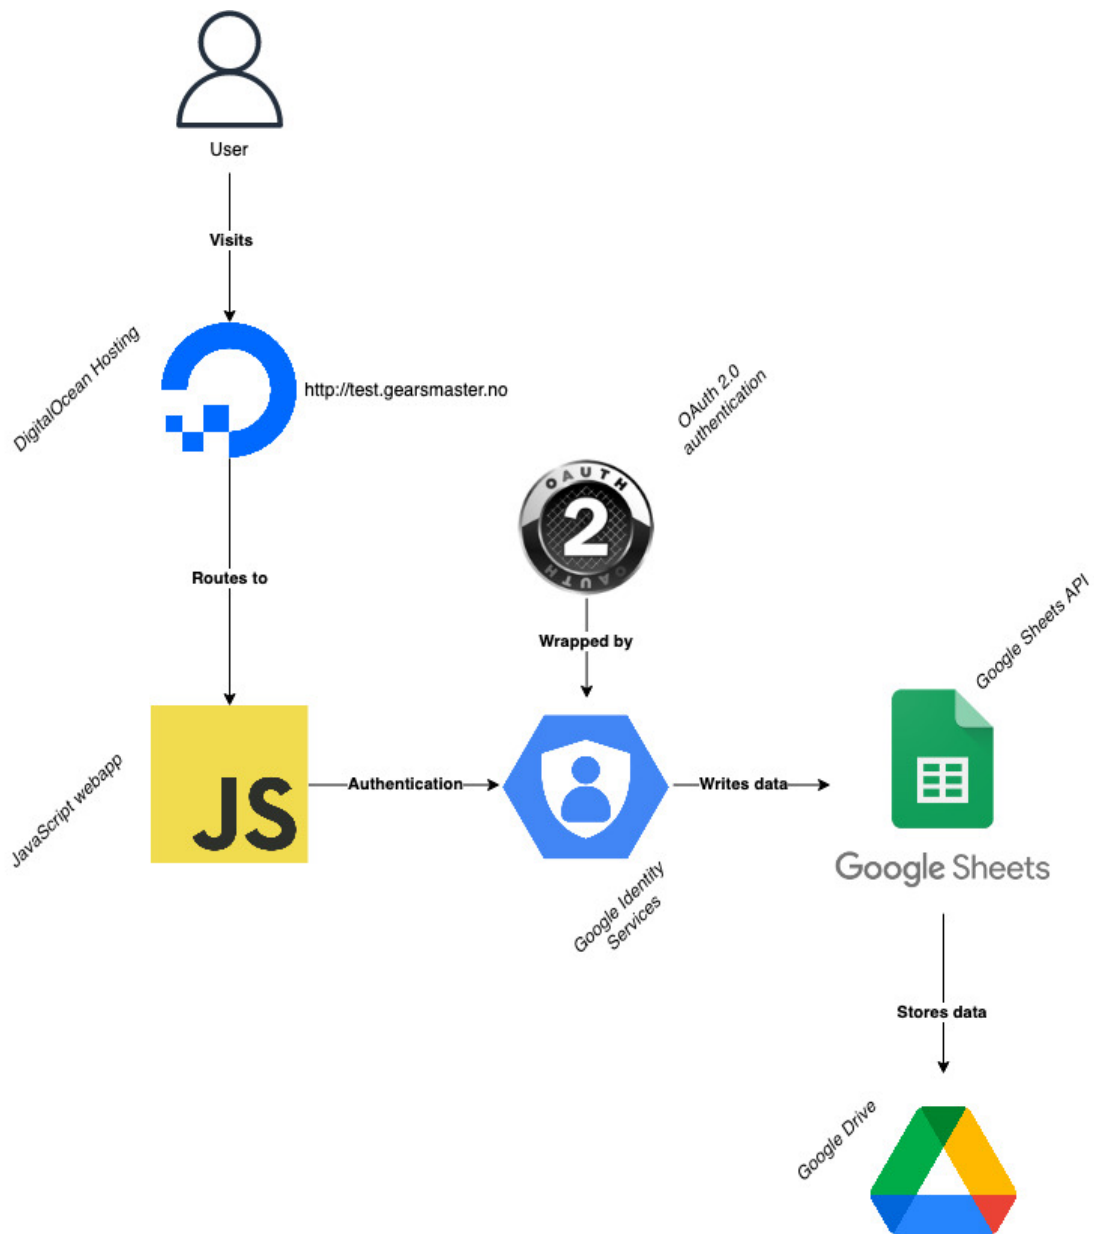 User
Visits
DigitalOcean Hosting
http://test.gearsmaster.no
OAuth 2.0
authentication
OAUTH
2
OAUTH
Routes to
Wrapped by
Google Sheets API
JavaScript webapp
JS
Authentication
Writes data
Google Sheets
Google Identity
Services
Stores data
Google Drive